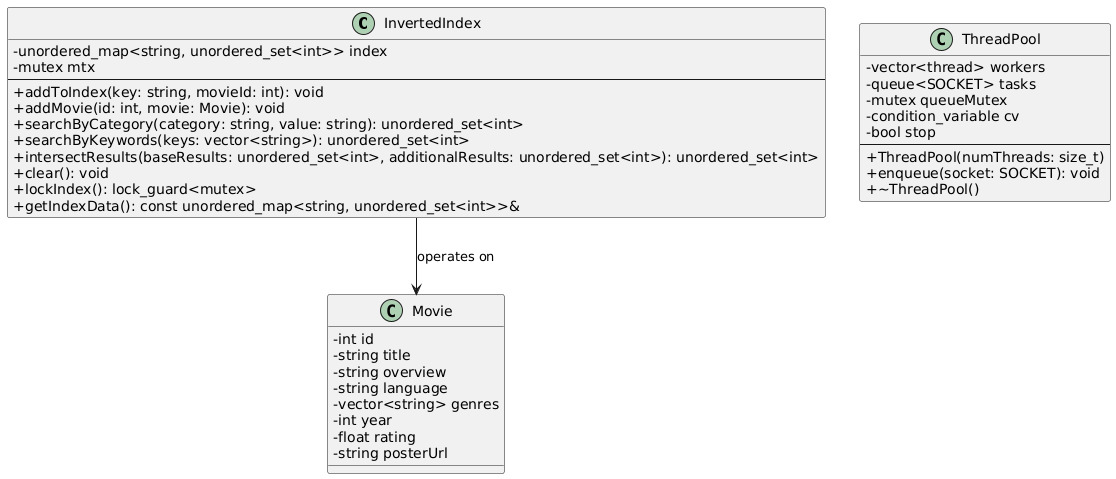 C InvertedIndex
-unordered_map<string, unordered_set<int>> index
-mutex mtx
+addToIndex(key: string, movieId: int): void
+addMovie(id: int, movie: Movie): void
+searchByCategory(category: string, value: string): unordered_set<int>
+searchByKeywords(keys: vector<string>): unordered_set<int>
+intersectResults(baseResults: unordered_set<int>, additionalResults: unordered_set<int>): unordered_set<int>
+clear(): void
+lockIndex(): lock_guard<mutex>
+getIndexData(): const unordered_map<string, unordered_set<int>>&
C ThreadPool
-vector<thread> workers
-queue<SOCKET> tasks
-mutex queueMutex
-condition_variable cv
-bool stop
+ThreadPool(numThreads: size_t)
+enqueue(socket: SOCKET): void
+~ThreadPool()
operates on
C Movie
-int id
-string title
-string overview
-string language
-vector<string> genres
-int year
-float rating
-string posterUrl